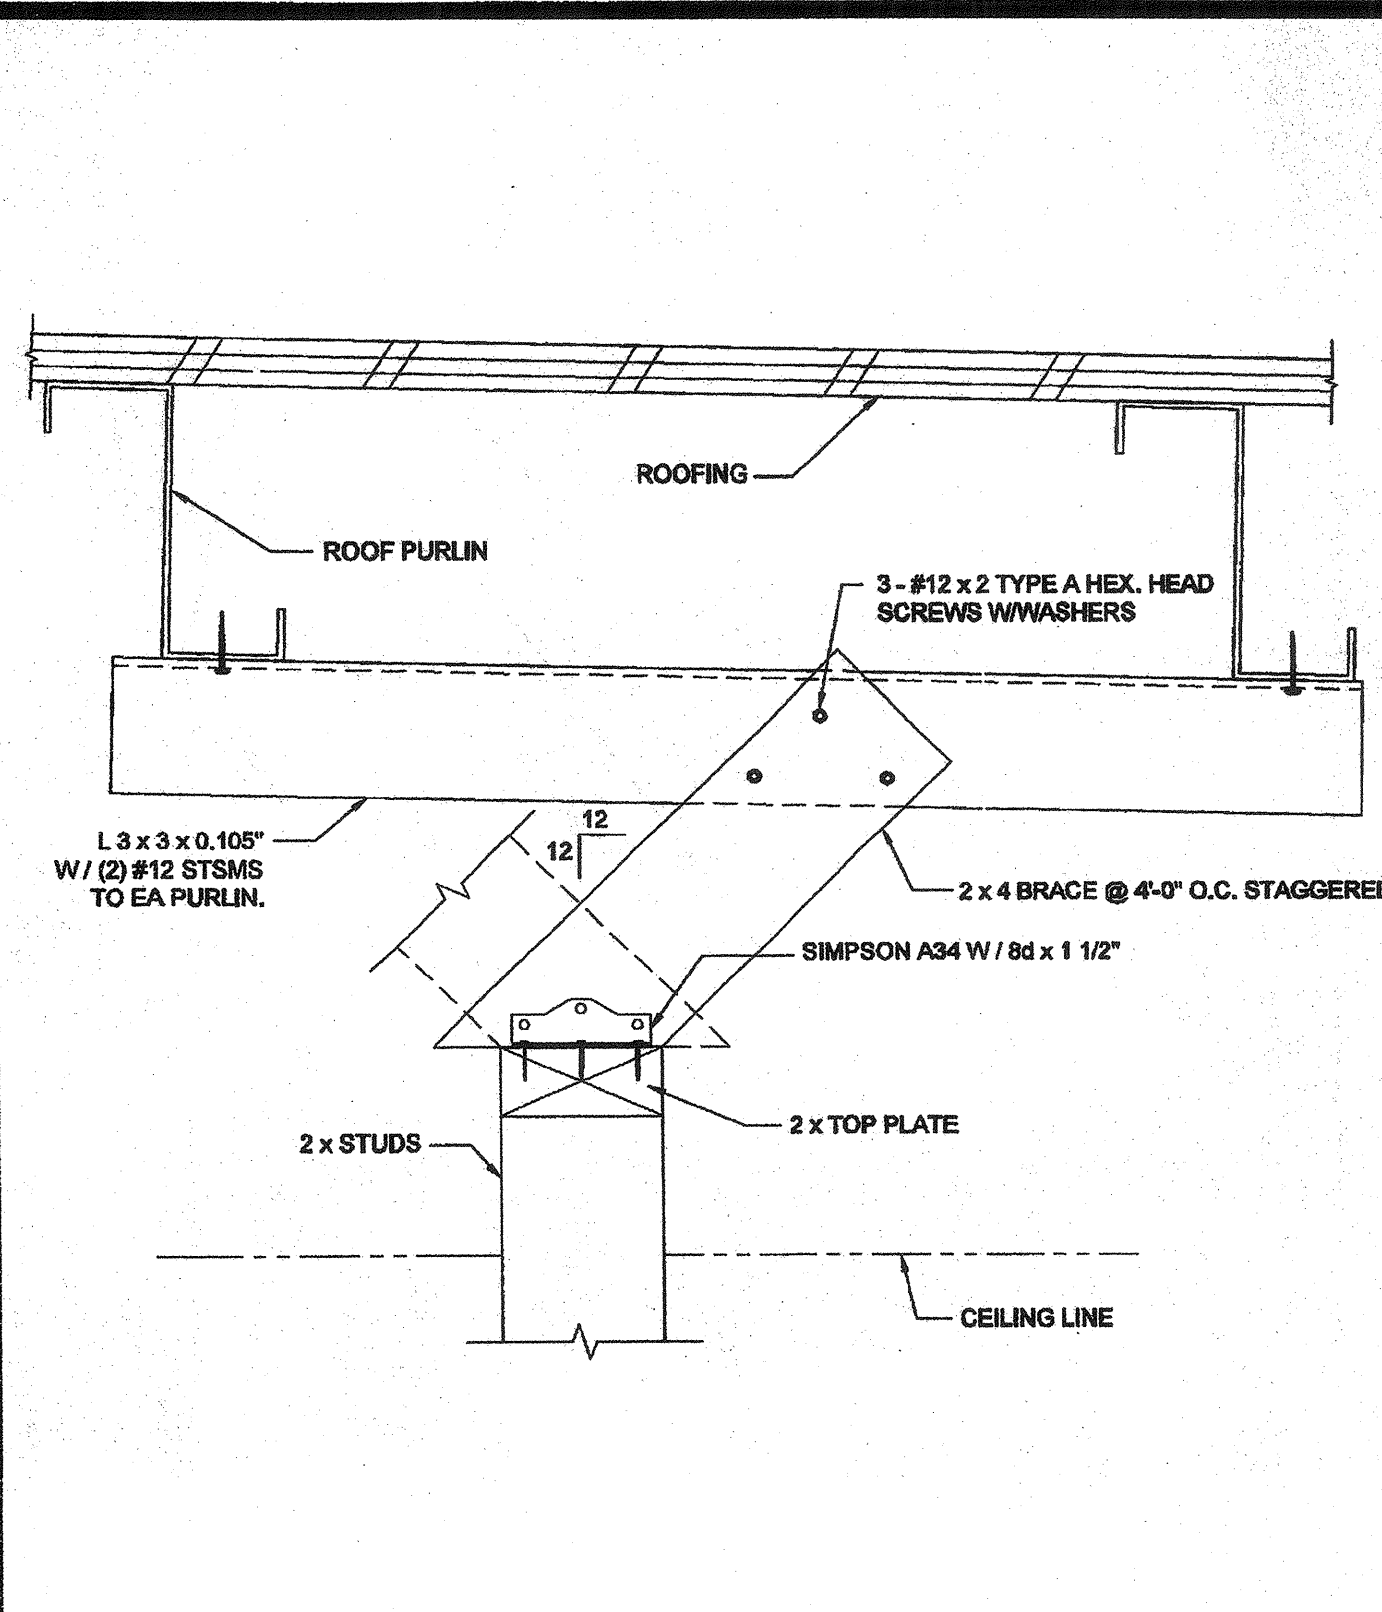 ROOFING
ROOF PURLIN
3 - #12 x 2 TYPE A HEX. HEAD
SCREWS W/WASHERS
12
12
L 3 x 3 x 0.105"
W / (2) #12 STSMS
TO EA PURLIN.
2 x 4 BRACE @ 4'-0" O.C. STAGGERED
SIMPSON A34 W / 8d x 1 1/2"
2 x TOP PLATE
2 x STUDS
CEILING LINE